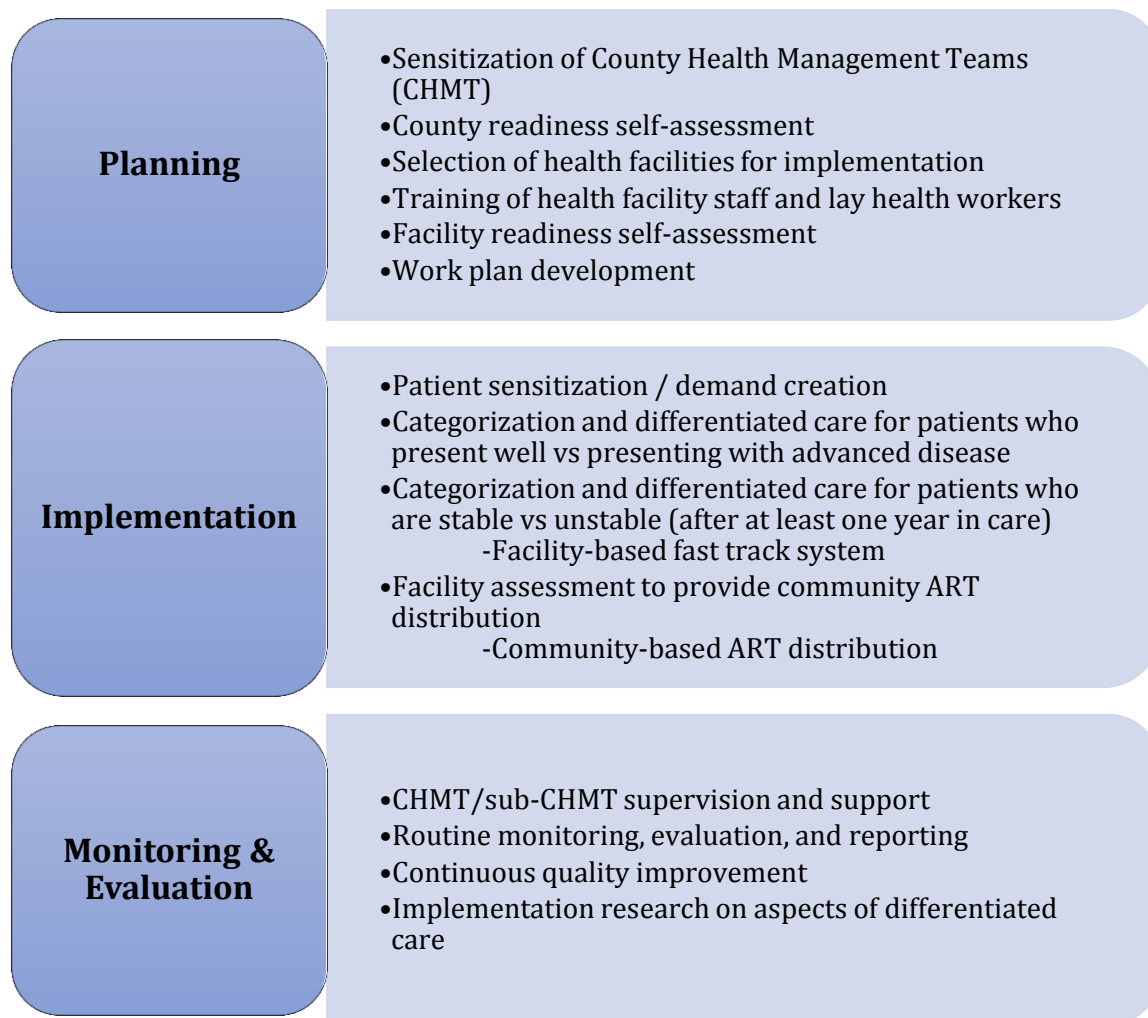 Planning
•Sensitization of County Health Management Teams
(CHMT)
•County readiness self-assessment
•Selection of health facilities for implementation
•Training of health facility staff and lay health workers
•Facility readiness self-assessment
•Work plan development
Implementation
•Patient sensitization / demand creation
•Categorization and differentiated care for patients who
present well vs presenting with advanced disease
•Categorization and differentiated care for patients who
are stable vs unstable (after at least one year in care)
-Facility-based fast track system
•Facility assessment to provide community ART
distribution
-Community-based ART distribution
Monitoring &
Evaluation
•CHMT/sub-CHMT supervision and support
•Routine monitoring, evaluation, and reporting
•Continuous quality improvement
•Implementation research on aspects of differentiated
care